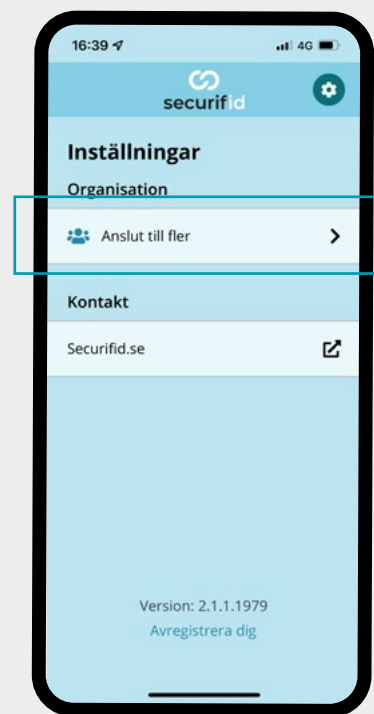 16:39
4G
securifid
Inställningar
Organisation
Anslut till fler
Kontakt
Securifid.se
Version: 2.1.1.1979
Avregistrera dig